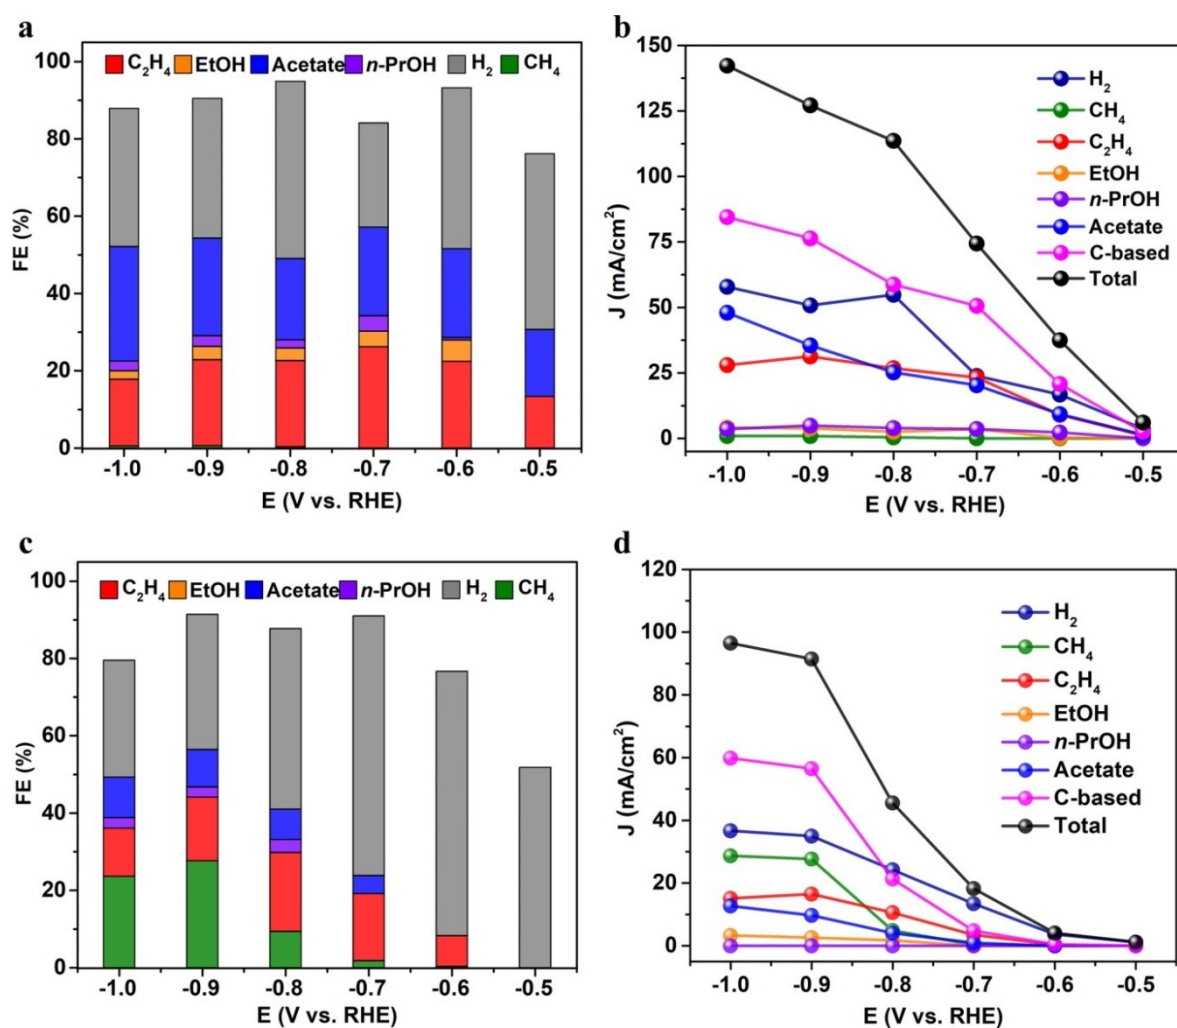 a
C₂H₄ EtOH Acetate n-PrOH H₂ CH₄
100
80
60
40
20
0
FE (%)
-1.0 -0.9 -0.8 -0.7 -0.6 -0.5
E (V vs. RHE)
b
150
125
100
75
50
25
0
J (mA/cm²)
H₂
CH₄
C₂H₄
EtOH
n-PrOH
Acetate
C-based
Total
-1.0 -0.9 -0.8 -0.7 -0.6 -0.5
E (V vs. RHE)
c
C₂H₄ EtOH Acetate n-PrOH H₂ CH₄
100
80
60
40
20
0
FE (%)
-1.0 -0.9 -0.8 -0.7 -0.6 -0.5
E (V vs. RHE)
d
120
100
80
60
40
20
0
J (mA/cm²)
H₂
CH₄
C₂H₄
EtOH
n-PrOH
Acetate
C-based
Total
-1.0 -0.9 -0.8 -0.7 -0.6 -0.5
E (V vs. RHE)